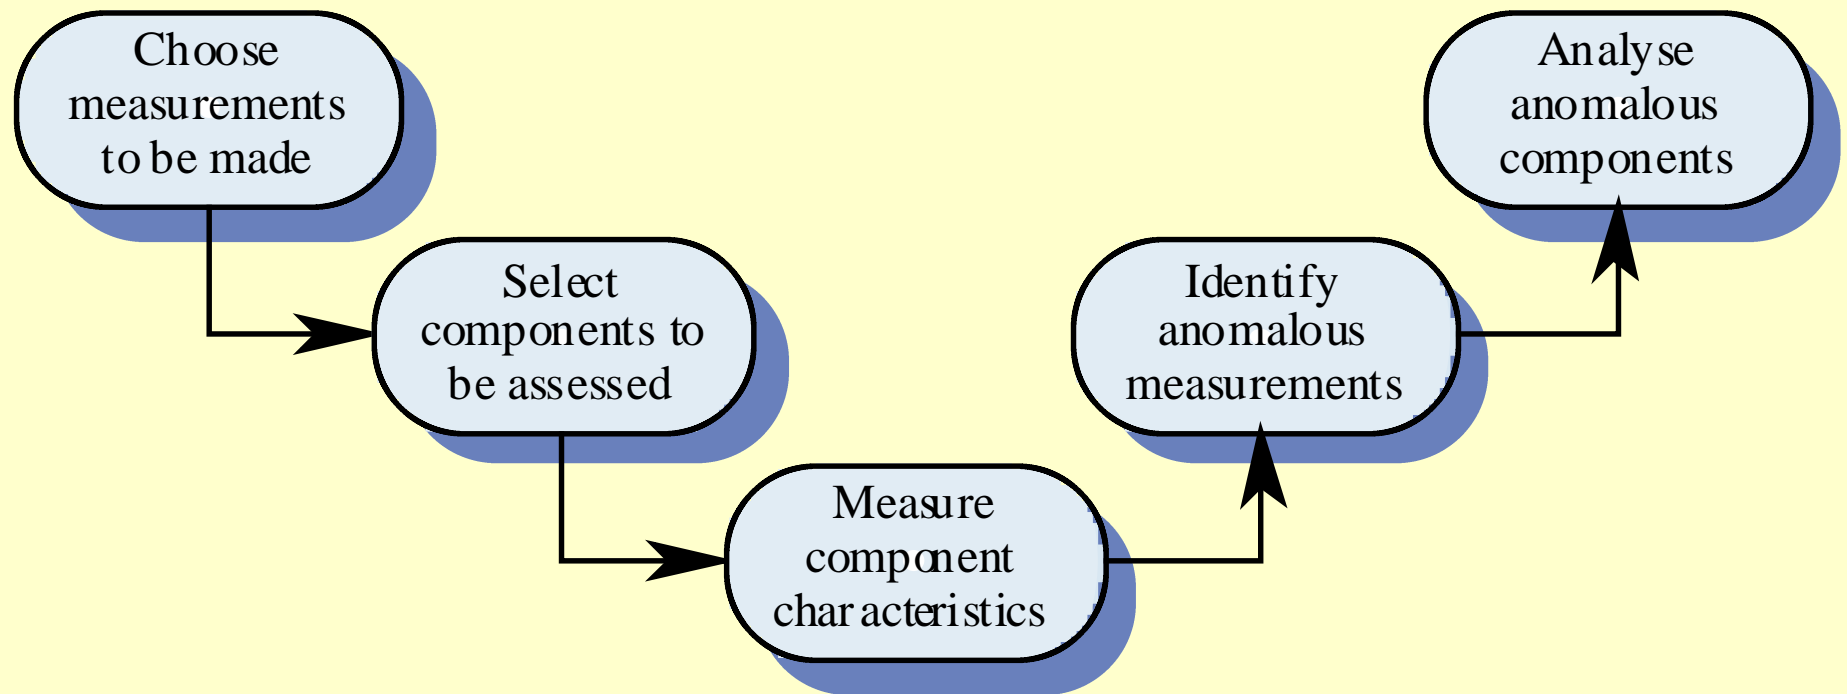 Choose
measurements
to be made
Select
components to
be assessed
Measure
component
characteristics
Identify
anomalous
measurements
Analyse
anomalous
components